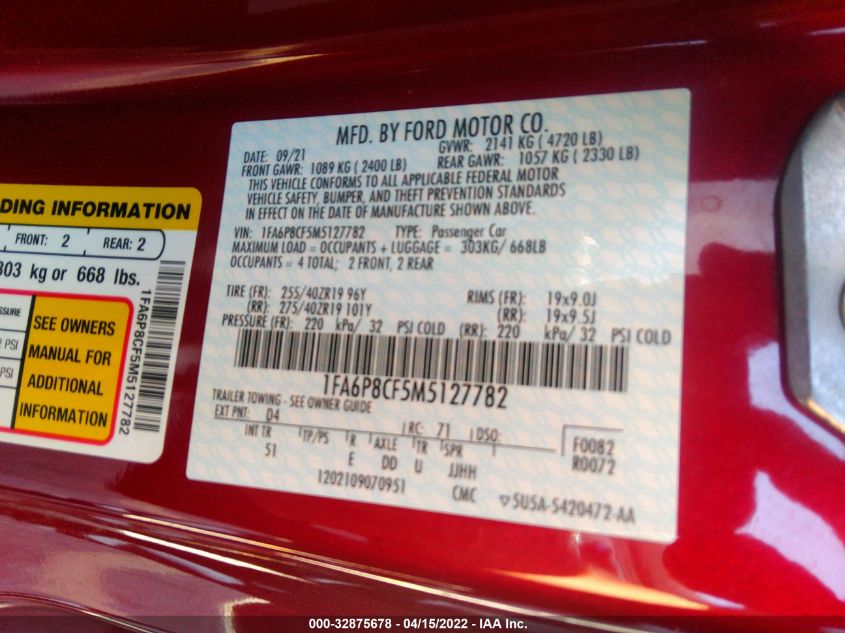 DING INFORMATION
FRONT: 2 REAR: 2
303 kg or 668 lbs.
SSURE
PSI
PSI
SEE OWNERS
MANUAL FOR
ADDITIONAL
INFORMATION
1FA6P8CF5M5127782
MFD. BY FORD MOTOR CO.
DATE: 09/21 GVWR: 2141 KG ( 4720 LB)
FRONT GAWR: 1089 KG ( 2400 LB) REAR GAWR: 1057 KG ( 2330 LB)
THIS VEHICLE CONFORMS TO ALL APPLICABLE FEDERAL MOTOR
VEHICLE SAFETY, BUMPER, AND THEFT PREVENTION STANDARDS
IN EFFECT ON THE DATE OF MANUFACTURE SHOWN ABOVE.
VIN: 1FA6P8CF5M5127782 TYPE: Passenger Car
MAXIMUM LOAD = OCCUPANTS + LUGGAGE = 303KG/ 668LB
OCCUPANTS = 4 TOTAL; 2 FRONT, 2 REAR
TIRE (FR): 255/40ZR19 96Y RIMS (FR): 19x9.0J
(RR): 275/40ZR19 101Y (RR): 19x9.5J
PRESSURE (FR): 220 kPa/ 32 PSI COLD (RR): 220 kPa/ 32 PSI COLD
1FA6P8CF5M5127782
TRAILER TOWING - SEE OWNER GUIDE
EXT PNT: D4 RC: 71 DSO: F0082
INT TR TP/PS R AXLE TR SPR R0072
51 E DD U JJHH
1202109070951 CMC ▽5U5A-5420472-AA
000-32875678 - 04/15/2022 - IAA Inc.